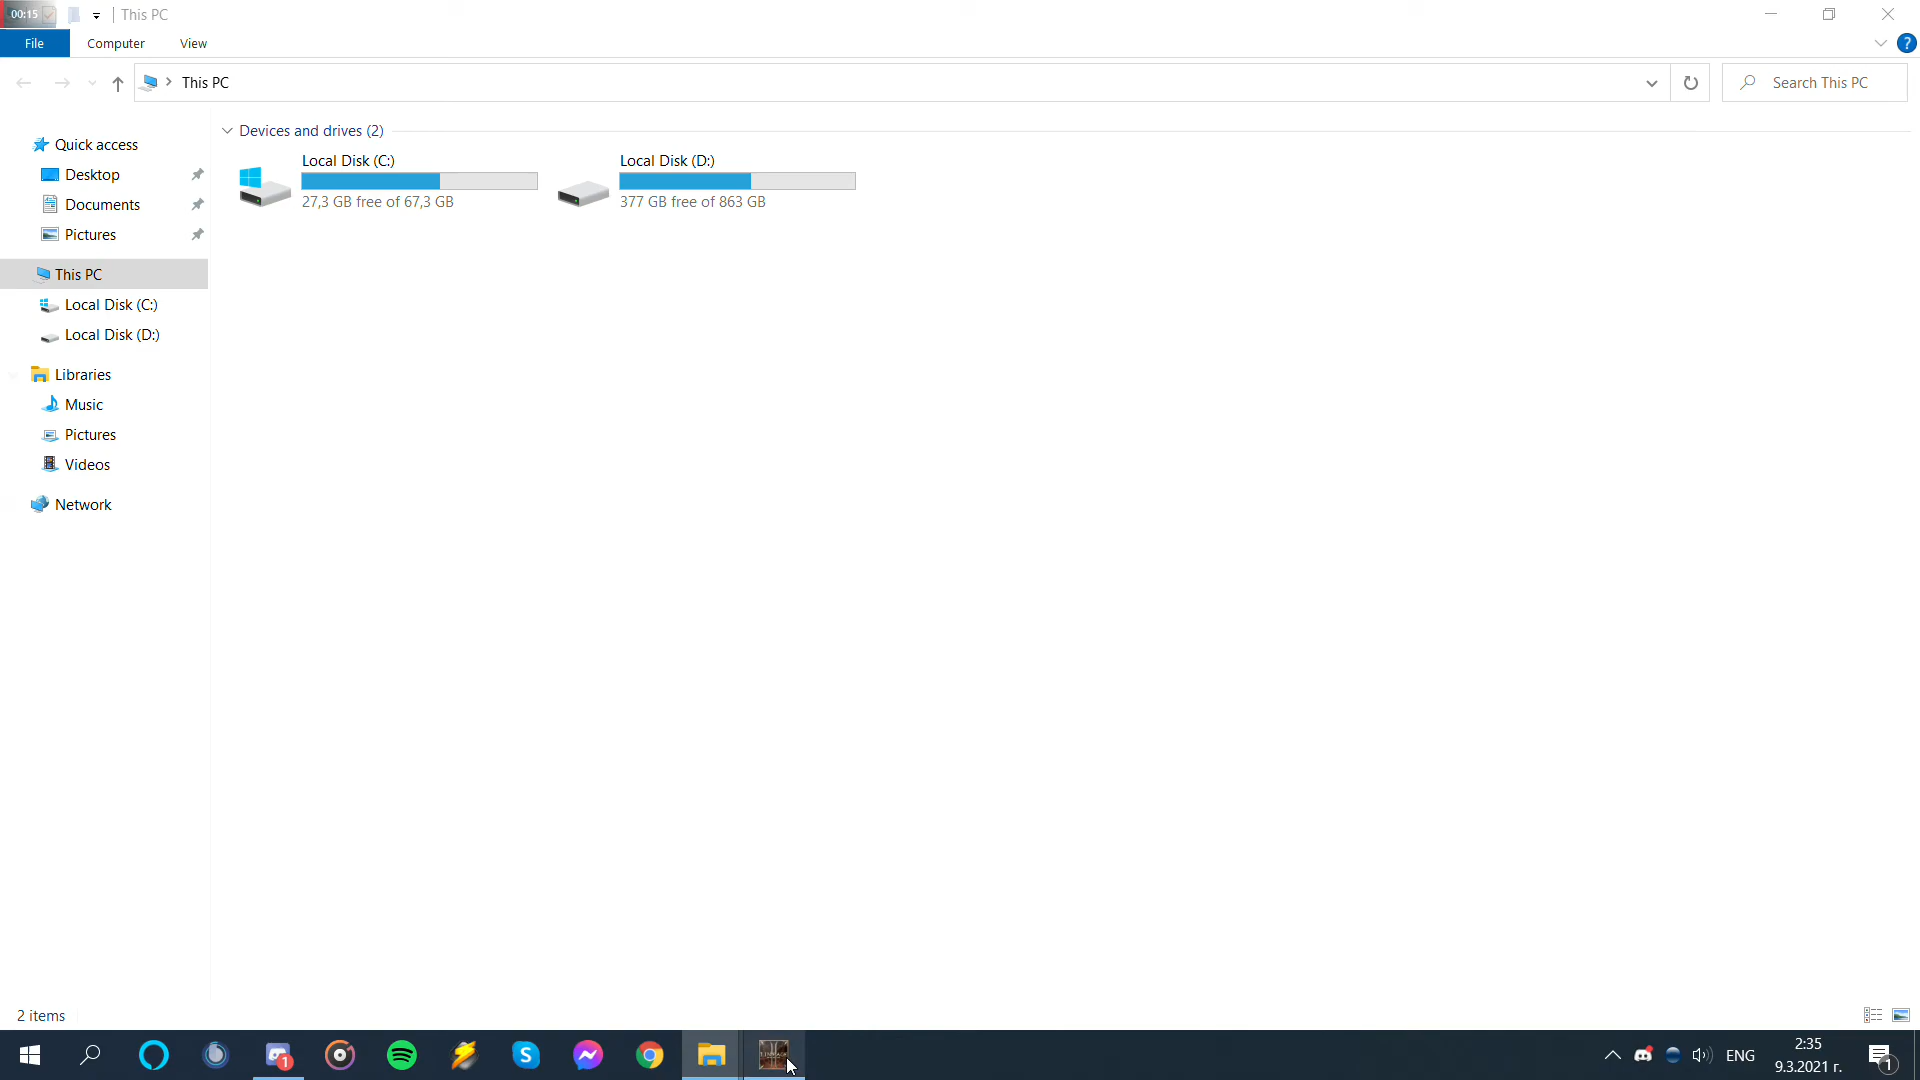 00:15
This PC
File
Computer
View
This PC
Search This PC
Quick access
Desktop
Documents
Pictures
This PC
Local Disk (C:)
Local Disk (D:)
Libraries
Music
Pictures
Videos
Network
Devices and drives (2)
Local Disk (C:)
27,3 GB free of 67,3 GB
Local Disk (D:)
377 GB free of 863 GB
2 items
1
ENG
2:35
9.3.2021 г.
1